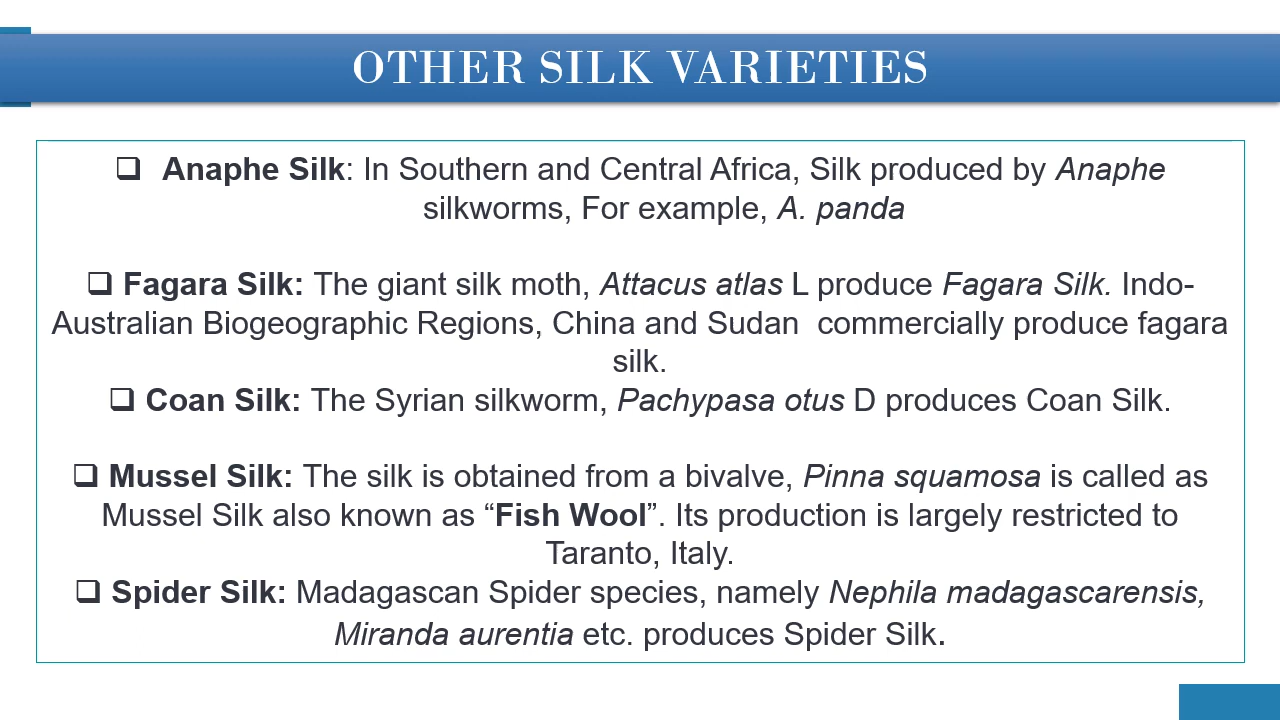 OTHER SILK VARIETIES
❑ Anaphe Silk: In Southern and Central Africa, Silk produced by Anaphe
silkworms, For example, A. panda
❑ Fagara Silk: The giant silk moth, Attacus atlas L produce Fagara Silk. Indo-
Australian Biogeographic Regions, China and Sudan  commercially produce fagara
silk.
❑ Coan Silk: The Syrian silkworm, Pachypasa otus D produces Coan Silk.
❑ Mussel Silk: The silk is obtained from a bivalve, Pinna squamosa is called as
Mussel Silk also known as “Fish Wool”. Its production is largely restricted to
Taranto, Italy.
❑ Spider Silk: Madagascan Spider species, namely Nephila madagascarensis,
Miranda aurentia etc. produces Spider Silk.